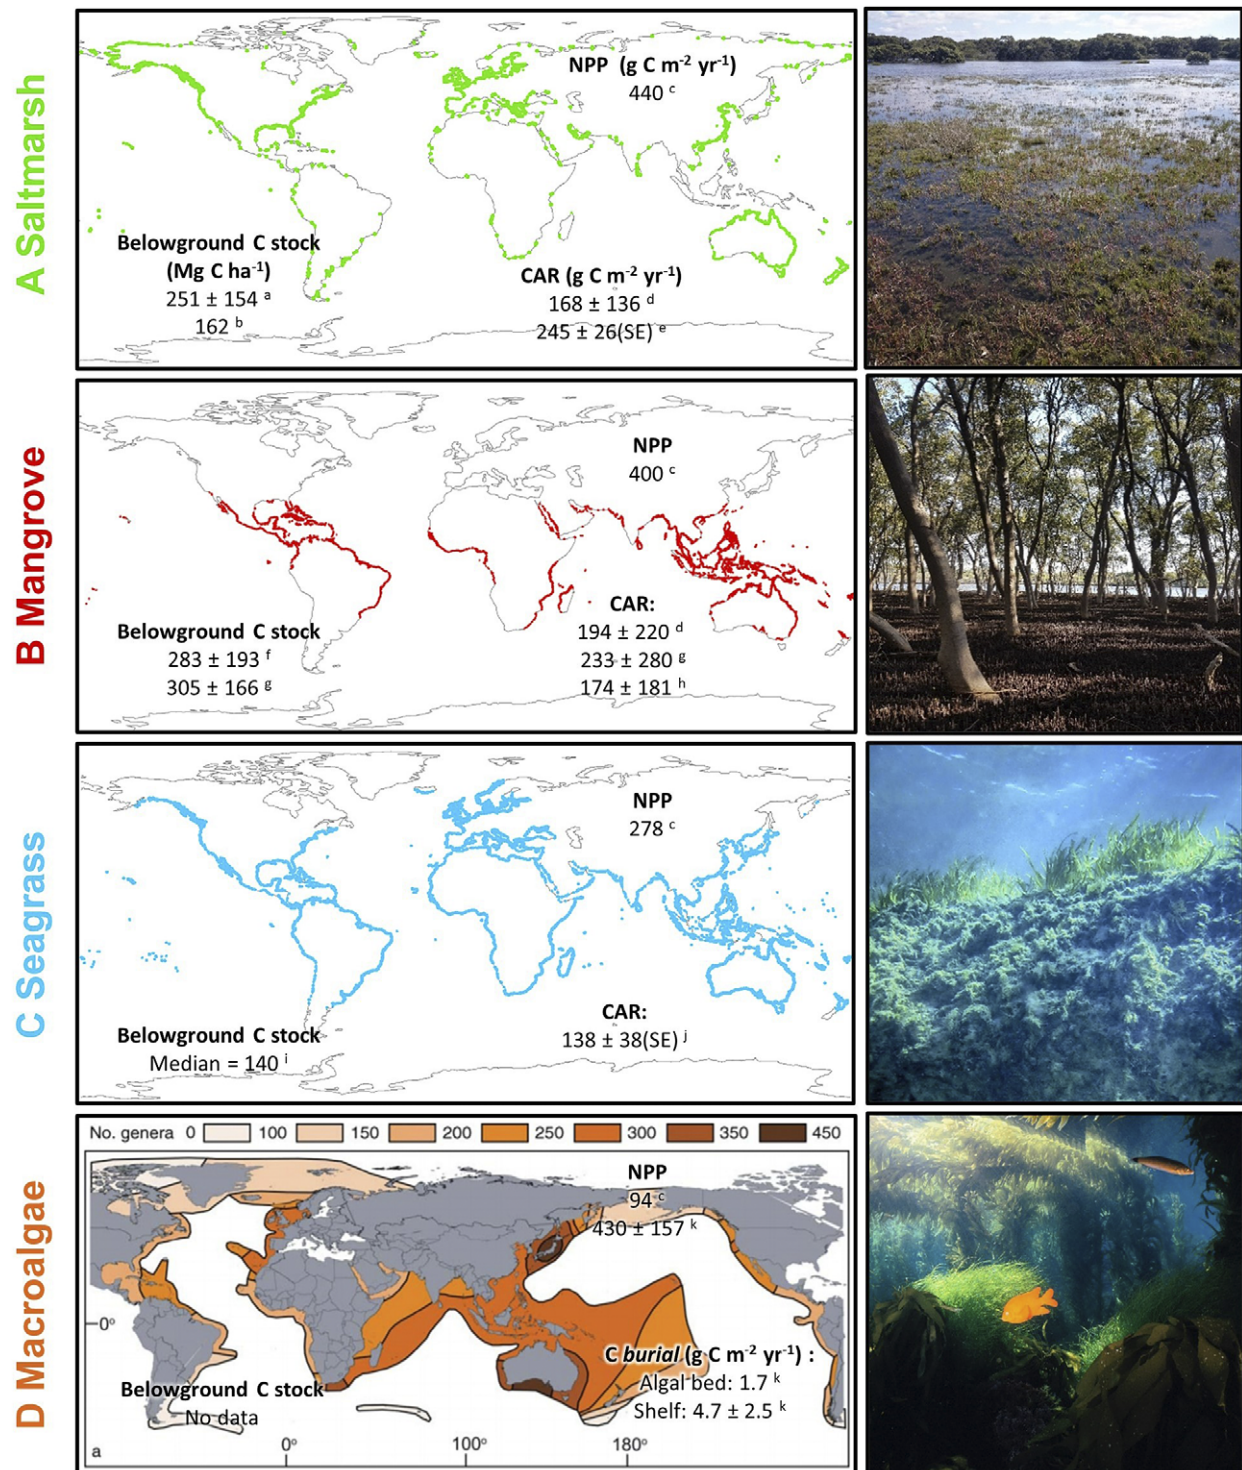 A Saltmarsh
NPP (g C m⁻² yr⁻¹)
440 ᶜ
Belowground C stock
(Mg C ha⁻¹)
251 ± 154 ᵃ
162 ᵇ
CAR (g C m⁻² yr⁻¹)
168 ± 136 ᵈ
245 ± 26(SE) ᵉ
B Mangrove
NPP
400 ᶜ
Belowground C stock
283 ± 193 ᶠ
305 ± 166 ᵍ
CAR:
194 ± 220 ᵈ
233 ± 280 ᵍ
174 ± 181 ʰ
C Seagrass
NPP
278 ᶜ
Belowground C stock
Median = 140 ⁱ
CAR:
138 ± 38(SE) ʲ
D Macroalgae
No. genera 0 100 150 200 250 300 350 450
NPP
94 ᶜ
430 ± 157 ᵏ
0°
Belowground C stock
No data
C burial (g C m⁻² yr⁻¹) :
Algal bed: 1.7 ᵏ
Shelf: 4.7 ± 2.5 ᵏ
a
0° 100° 180°